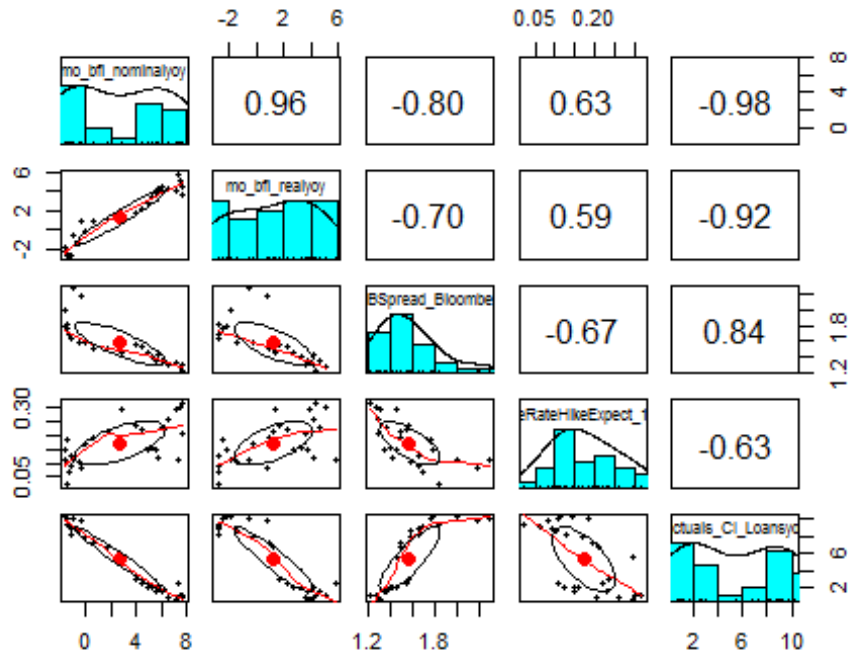 -2 2 6
0.05 0.20
mo_bfl_nominalyoy
0.96
-0.80
0.63
-0.98
0 4 8
-2 2 6
mo_bfl_realyoy
-0.70
0.59
-0.92
BSpread_Bloombe
-0.67
0.84
1.2 1.8
0.05 0.30
eRateHikeExpect_1
-0.63
ctuals_CI_Loansyo
2 6
0 4 8
1.2 1.8
2 6 10